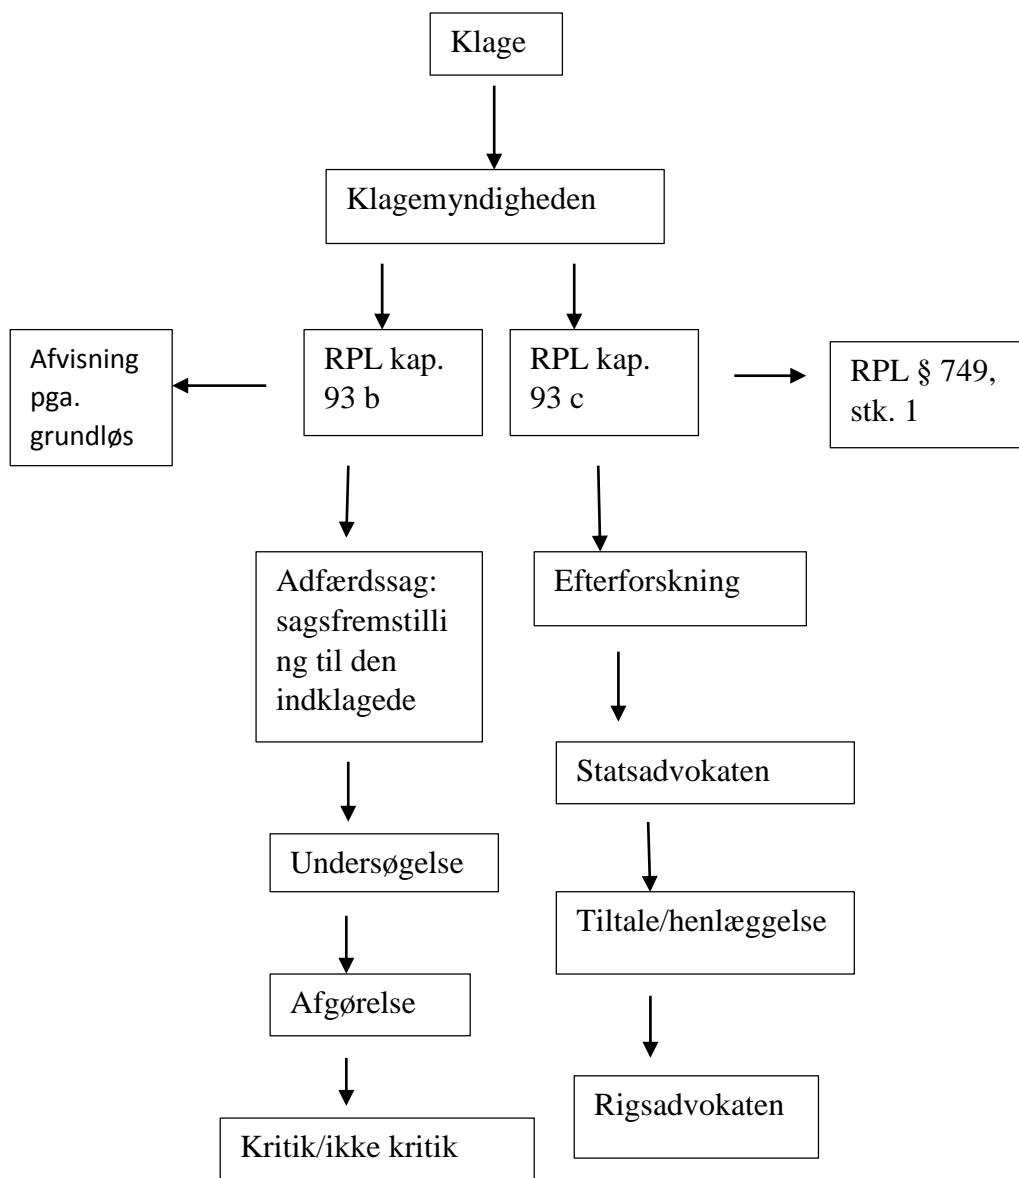 Klage
Klagemyndigheden
Afvisning
pga.
grundløs
RPL kap.
93 b
RPL kap.
93 c
RPL § 749,
stk. 1
Adfærdssag:
sagsfremstilli
ng til den
indklagede
Efterforskning
Statsadvokaten
Undersøgelse
Tiltale/henlæggelse
Afgørelse
Rigsadvokaten
Kritik/ikke kritik